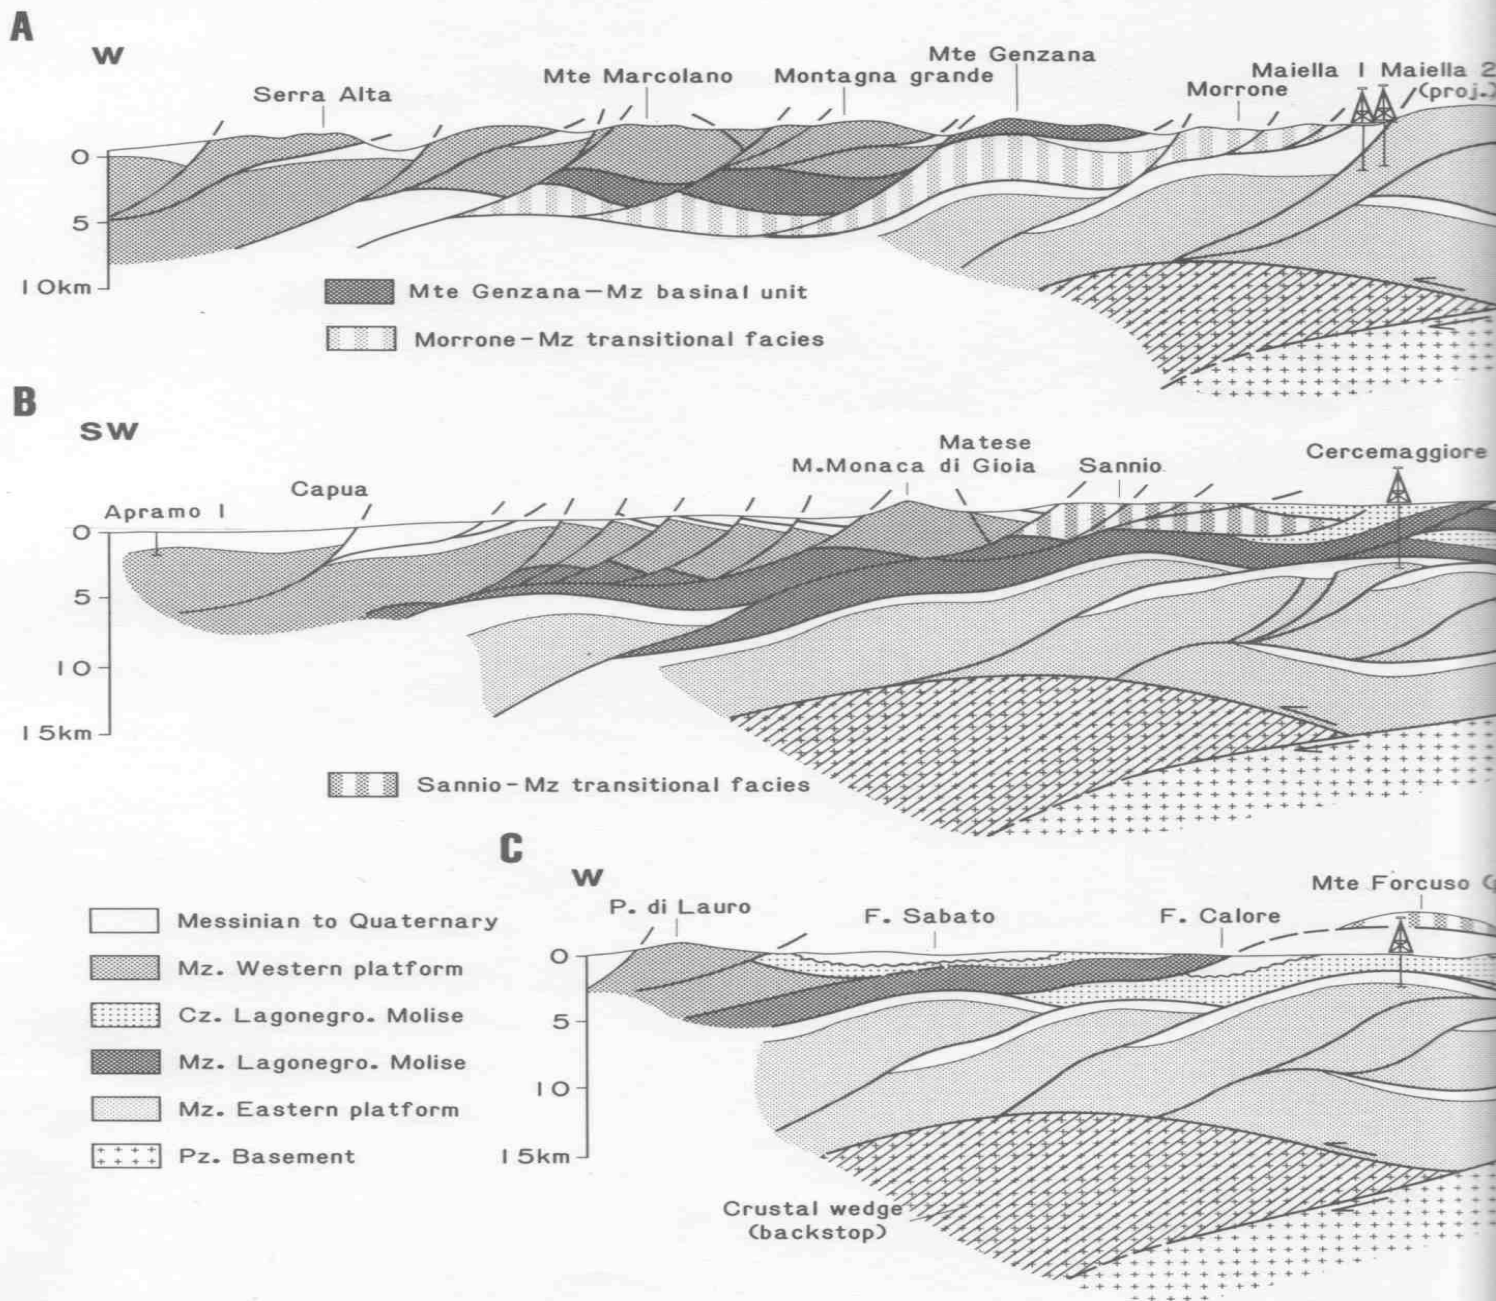 A
W
Serra Alta
Mte Marcolano
Montagna grande
Mte Genzana
Morrone
Maiella 1 Maiella 2
(proj.)
0
5
10km
Mte Genzana-Mz basinal unit
Morrone-Mz transitional facies
B
SW
Apramo 1
Capua
M.Monaca di Gioia
Matese
Sannio
Cercemaggiore
0
5
10
15km
Sannio-Mz transitional facies
C
W
P. di Lauro
F. Sabato
F. Calore
Mte Forcuso
0
5
10
15km
Messinian to Quaternary
Mz. Western platform
Cz. Lagonegro. Molise
Mz. Lagonegro. Molise
Mz. Eastern platform
Pz. Basement
Crustal wedge
(backstop)